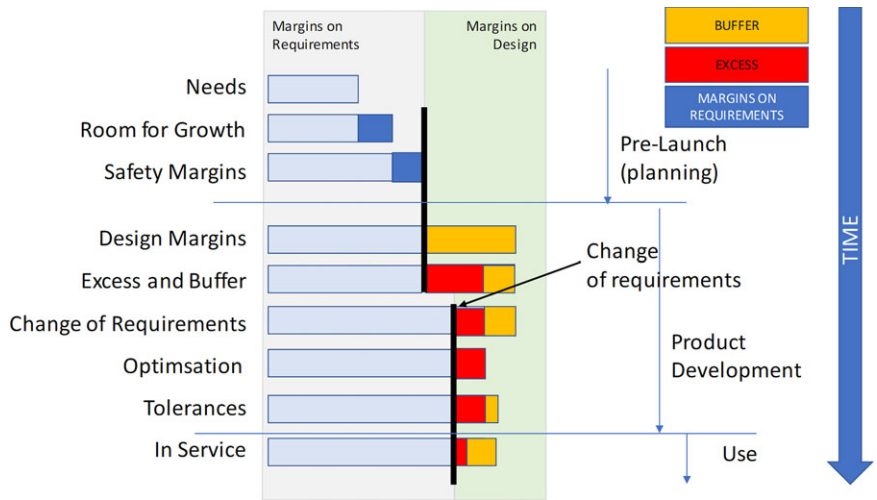 Margins on
Requirements
Margins on
Design
BUFFER
EXCESS
MARGINS ON
REQUIREMENTS
Needs
Room for Growth
Safety Margins
Pre-Launch
(planning)
Design Margins
Excess and Buffer
Change
of requirements
Change of Requirements
Optimsation
Tolerances
Product
Development
In Service
Use
TIME